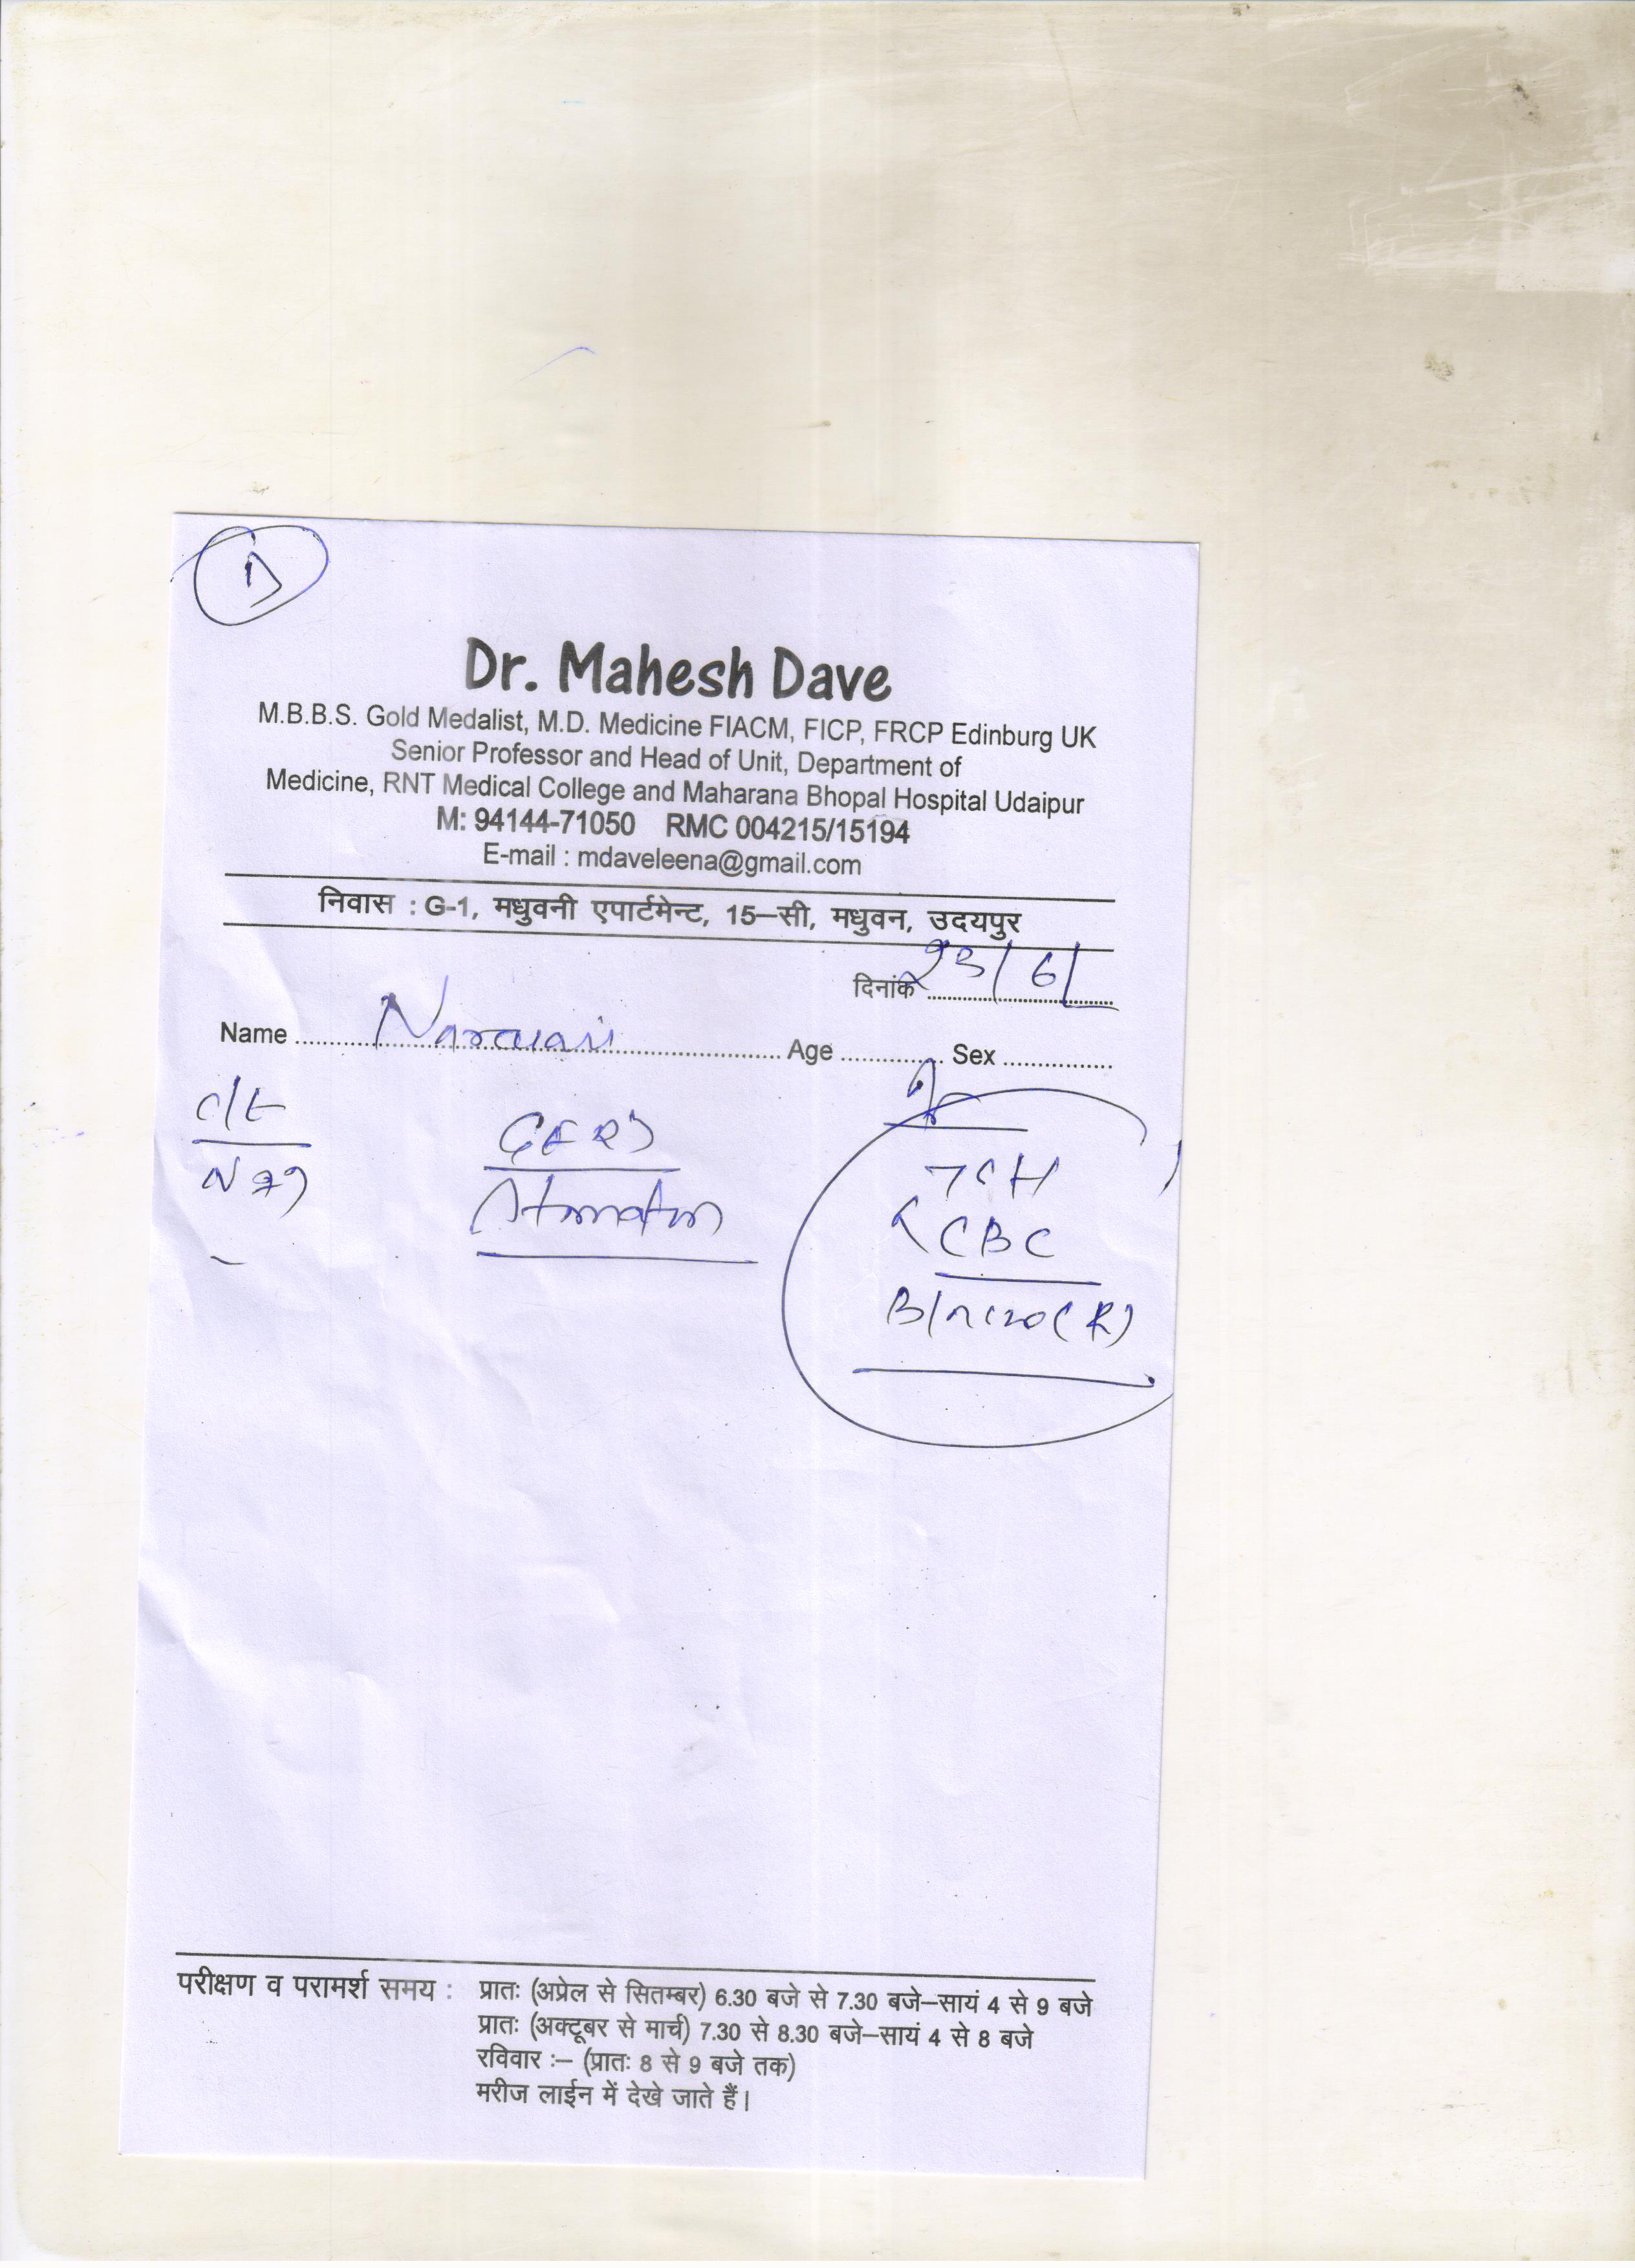 1)
Dr. Mahesh Dave
M.B.B.S. Gold Medalist, M.D. Medicine FIACM, FICP, FRCP Edinburg UK
Senior Professor and Head of Unit, Department of
Medicine, RNT Medical College and Maharana Bhopal Hospital Udaipur
M: 94144-71050 RMC 004215/15194
E-mail : mdaveleena@gmail.com
निवास : G-1, मधुवनी एपार्टमेन्ट, 15–सी, मधुवन, उदयपुर
दिनांक 23/6/
Name Age Sex
GERD
CBC
परीक्षण व परामर्श समय : प्रातः (अप्रेल से सितम्बर) 6.30 बजे से 7.30 बजे–सायं 4 से 9 बजे
प्रातः (अक्टूबर से मार्च) 7.30 से 8.30 बजे–सायं 4 से 8 बजे
रविवार :– (प्रातः 8 से 9 बजे तक)
मरीज लाईन में देखे जाते हैं।